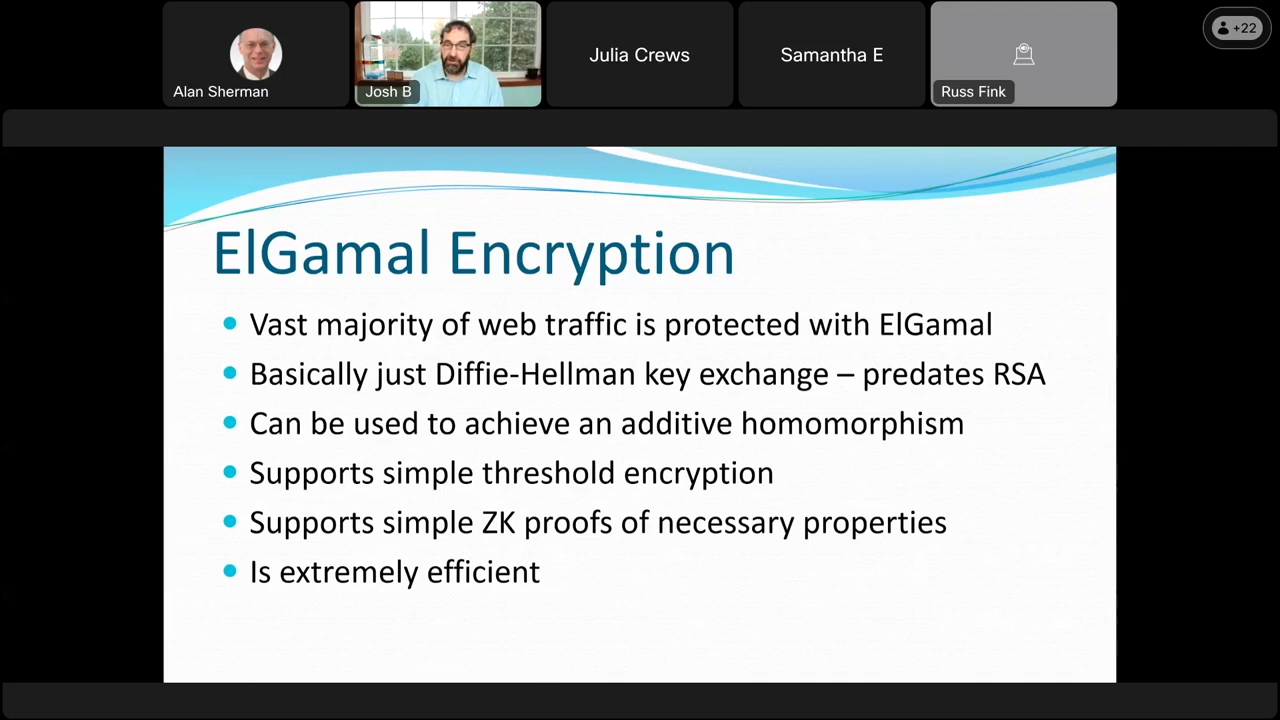 Alan Sherman
Josh B
Julia Crews
Samantha E
Russ Fink
+22
ElGamal Encryption
Vast majority of web traffic is protected with ElGamal
Basically just Diffie-Hellman key exchange – predates RSA
Can be used to achieve an additive homomorphism
Supports simple threshold encryption
Supports simple ZK proofs of necessary properties
Is extremely efficient